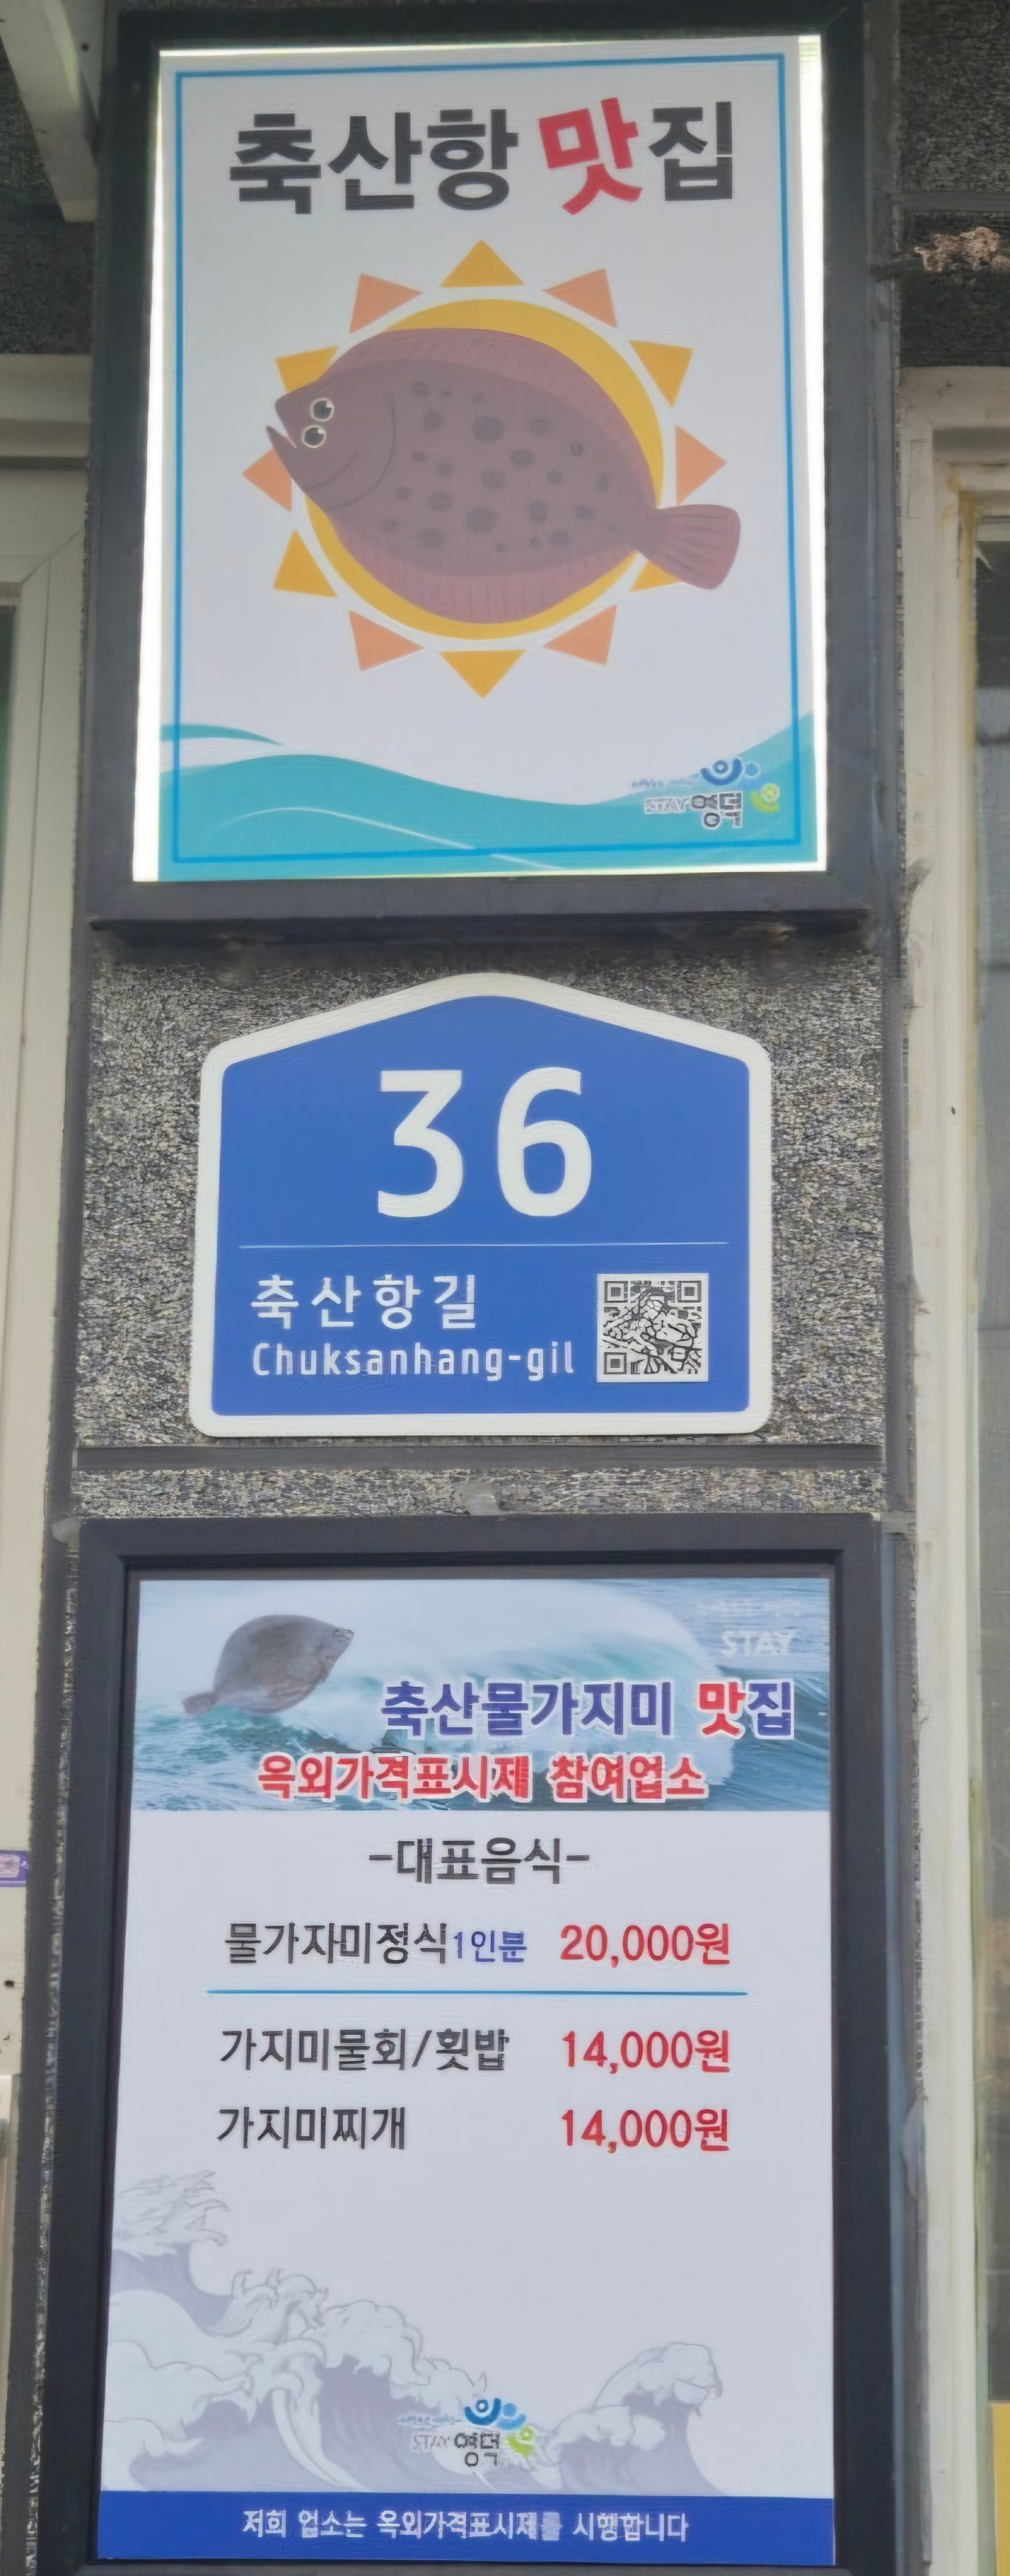 축산항 맛집
STAY 영덕
36
축산항길
Chuksanhang-gil
STAY
축산물가지미 맛집
옥외가격표시제 참여업소
-대표음식-
물가자미정식1인분 20,000원
가지미물회/횟밥 14,000원
가지미찌개 14,000원
STAY 영덕
저희 업소는 옥외가격표시제를 시행합니다